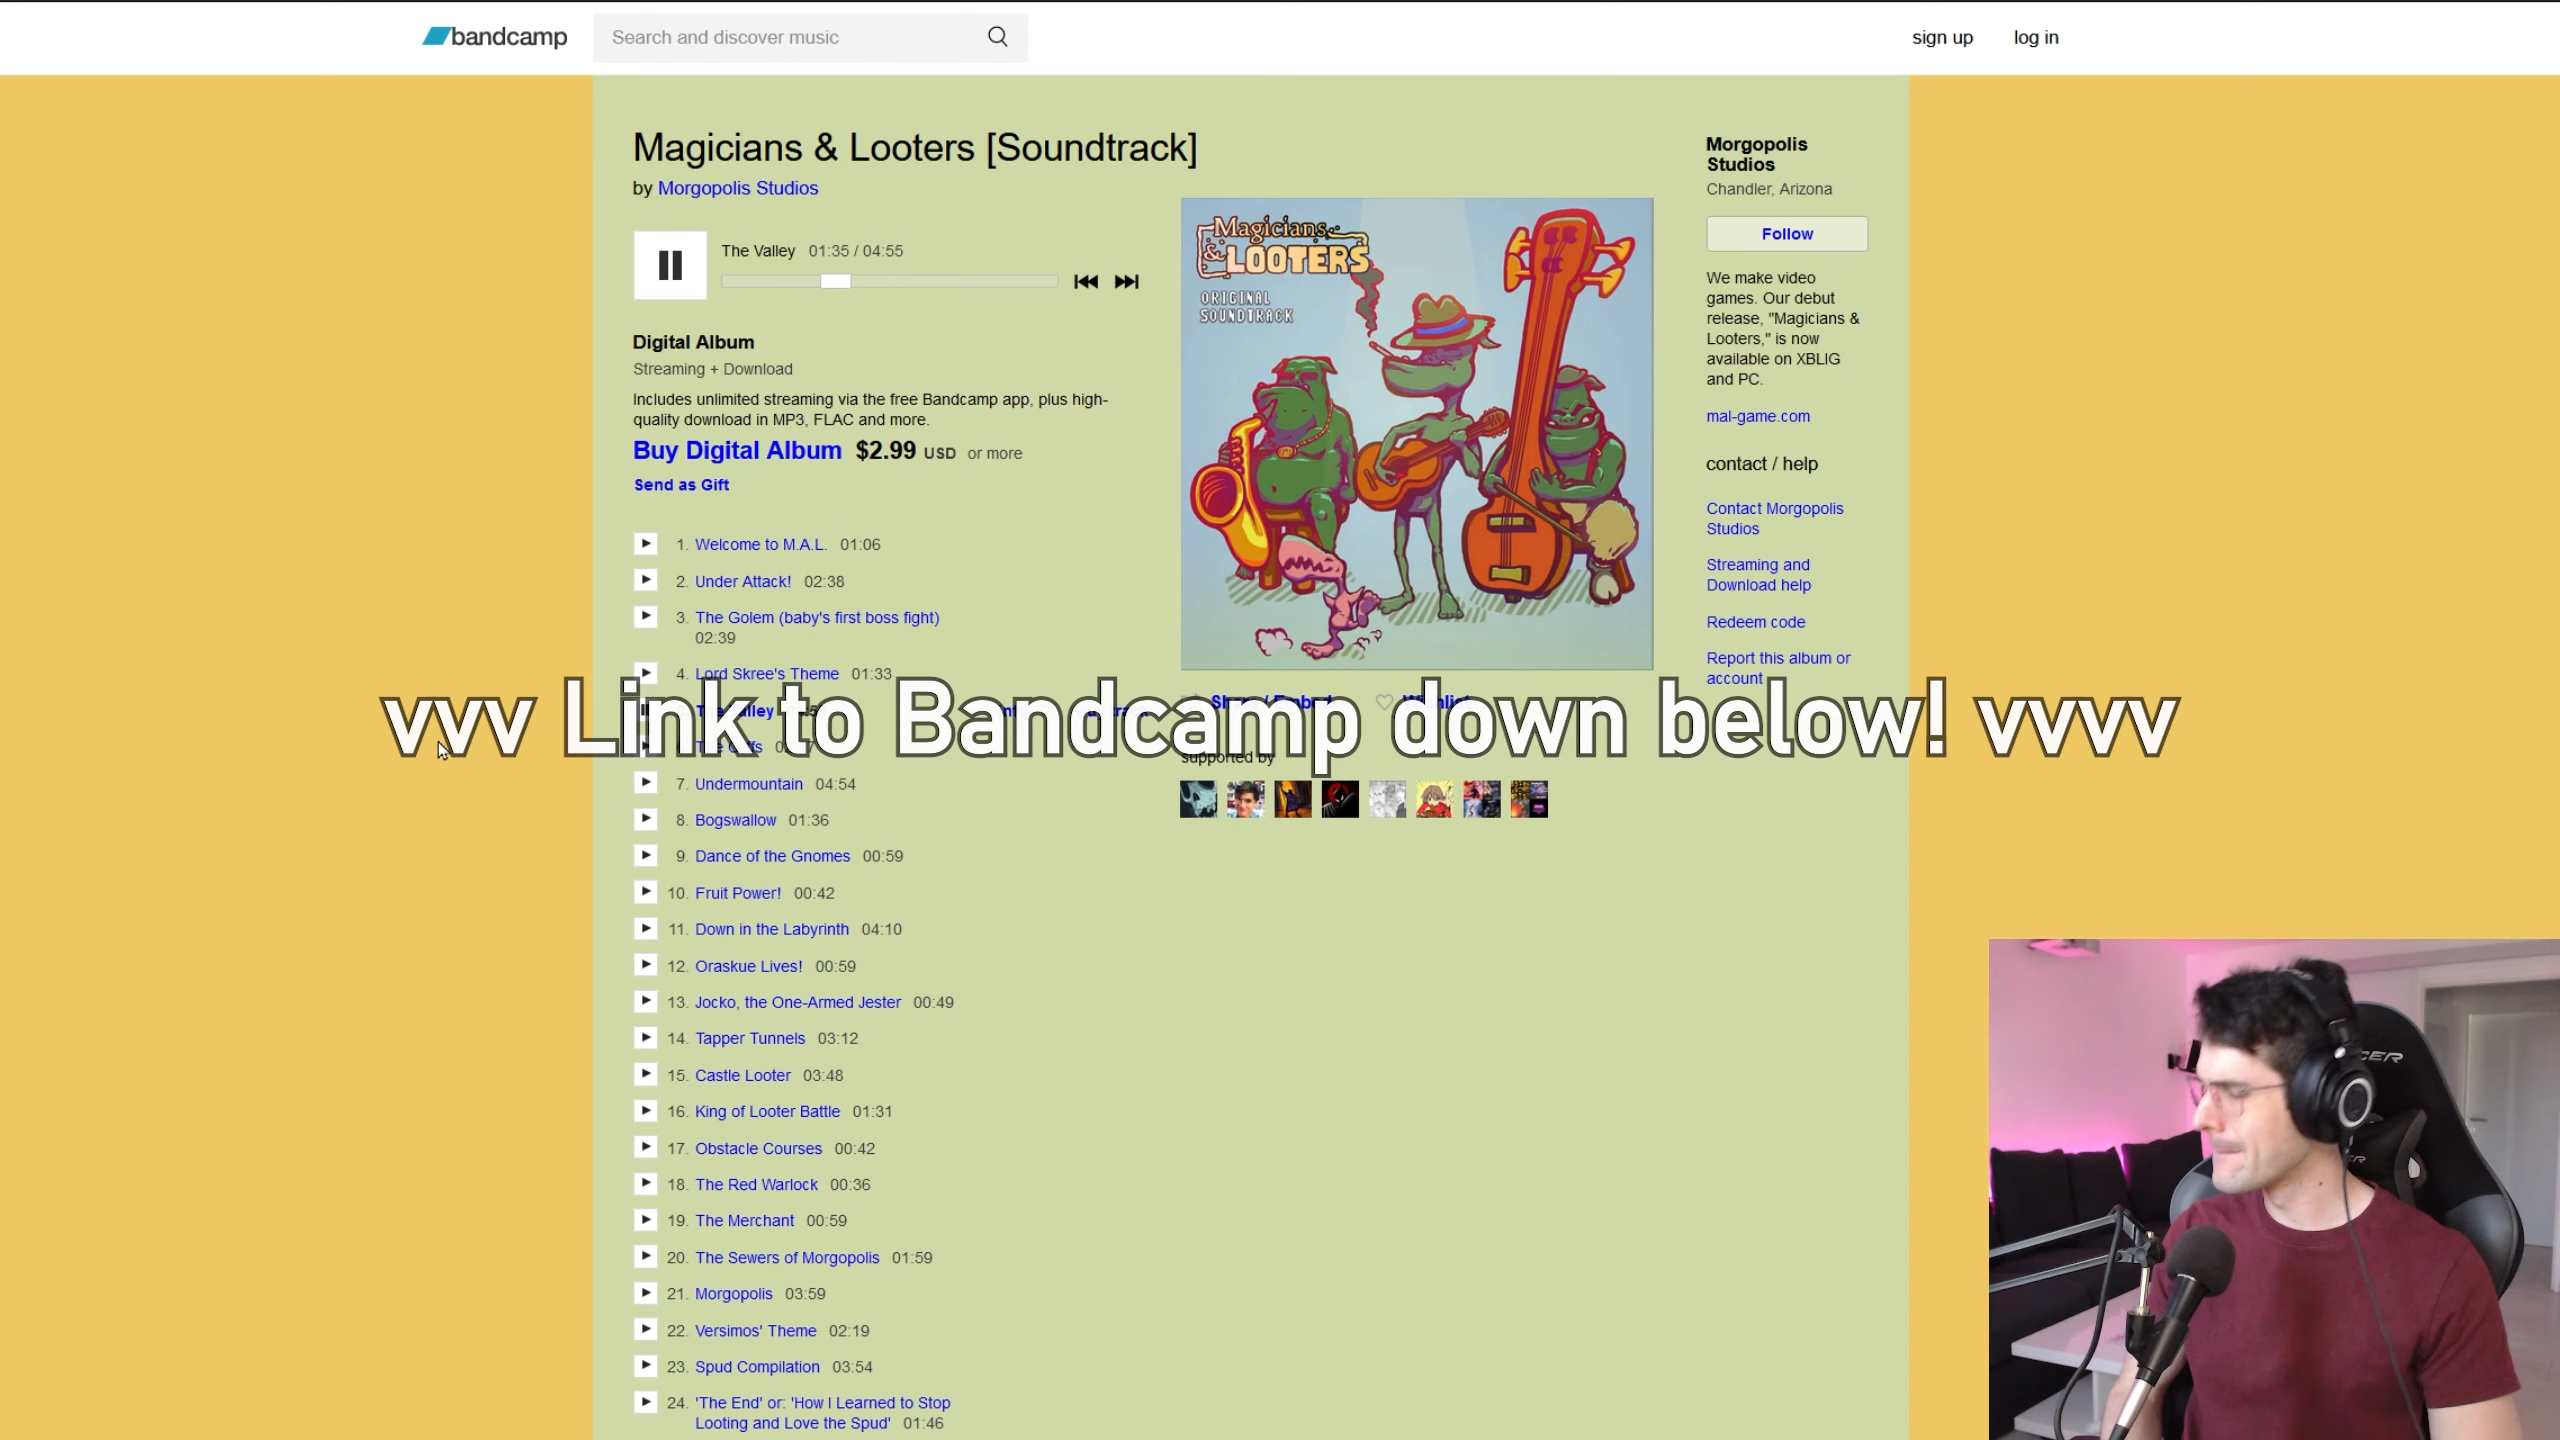 bandcamp
Search and discover music
sign up
log in
Magicians & Looters [Soundtrack]
by Morgopolis Studios
The Valley 01:35 / 04:55
Digital Album
Streaming + Download
Includes unlimited streaming via the free Bandcamp app, plus high-
quality download in MP3, FLAC and more.
Buy Digital Album $2.99 USD or more
Send as Gift
1. Welcome to M.A.L. 01:06
2. Under Attack! 02:38
3. The Golem (baby's first boss fight)
02:39
4. Lord Skree's Theme 01:33
7. Undermountain 04:54
8. Bogswallow 01:36
9. Dance of the Gnomes 00:59
10. Fruit Power! 00:42
11. Down in the Labyrinth 04:10
12. Oraskue Lives! 00:59
13. Jocko, the One-Armed Jester 00:49
14. Tapper Tunnels 03:12
15. Castle Looter 03:48
16. King of Looter Battle 01:31
17. Obstacle Courses 00:42
18. The Red Warlock 00:36
19. The Merchant 00:59
20. The Sewers of Morgopolis 01:59
21. Morgopolis 03:59
22. Versimos' Theme 02:19
23. Spud Compilation 03:54
24. 'The End' or: 'How I Learned to Stop
Looting and Love the Spud' 01:46
Magicians
& LOOTERS
ORIGINAL
SOUNDTRACK
supported by
Morgopolis
Studios
Chandler, Arizona
Follow
We make video
games. Our debut
release, "Magicians &
Looters," is now
available on XBLIG
and PC.
mal-game.com
contact / help
Contact Morgopolis
Studios
Streaming and
Download help
Redeem code
Report this album or
account
vvv Link to Bandcamp down below! vvvv